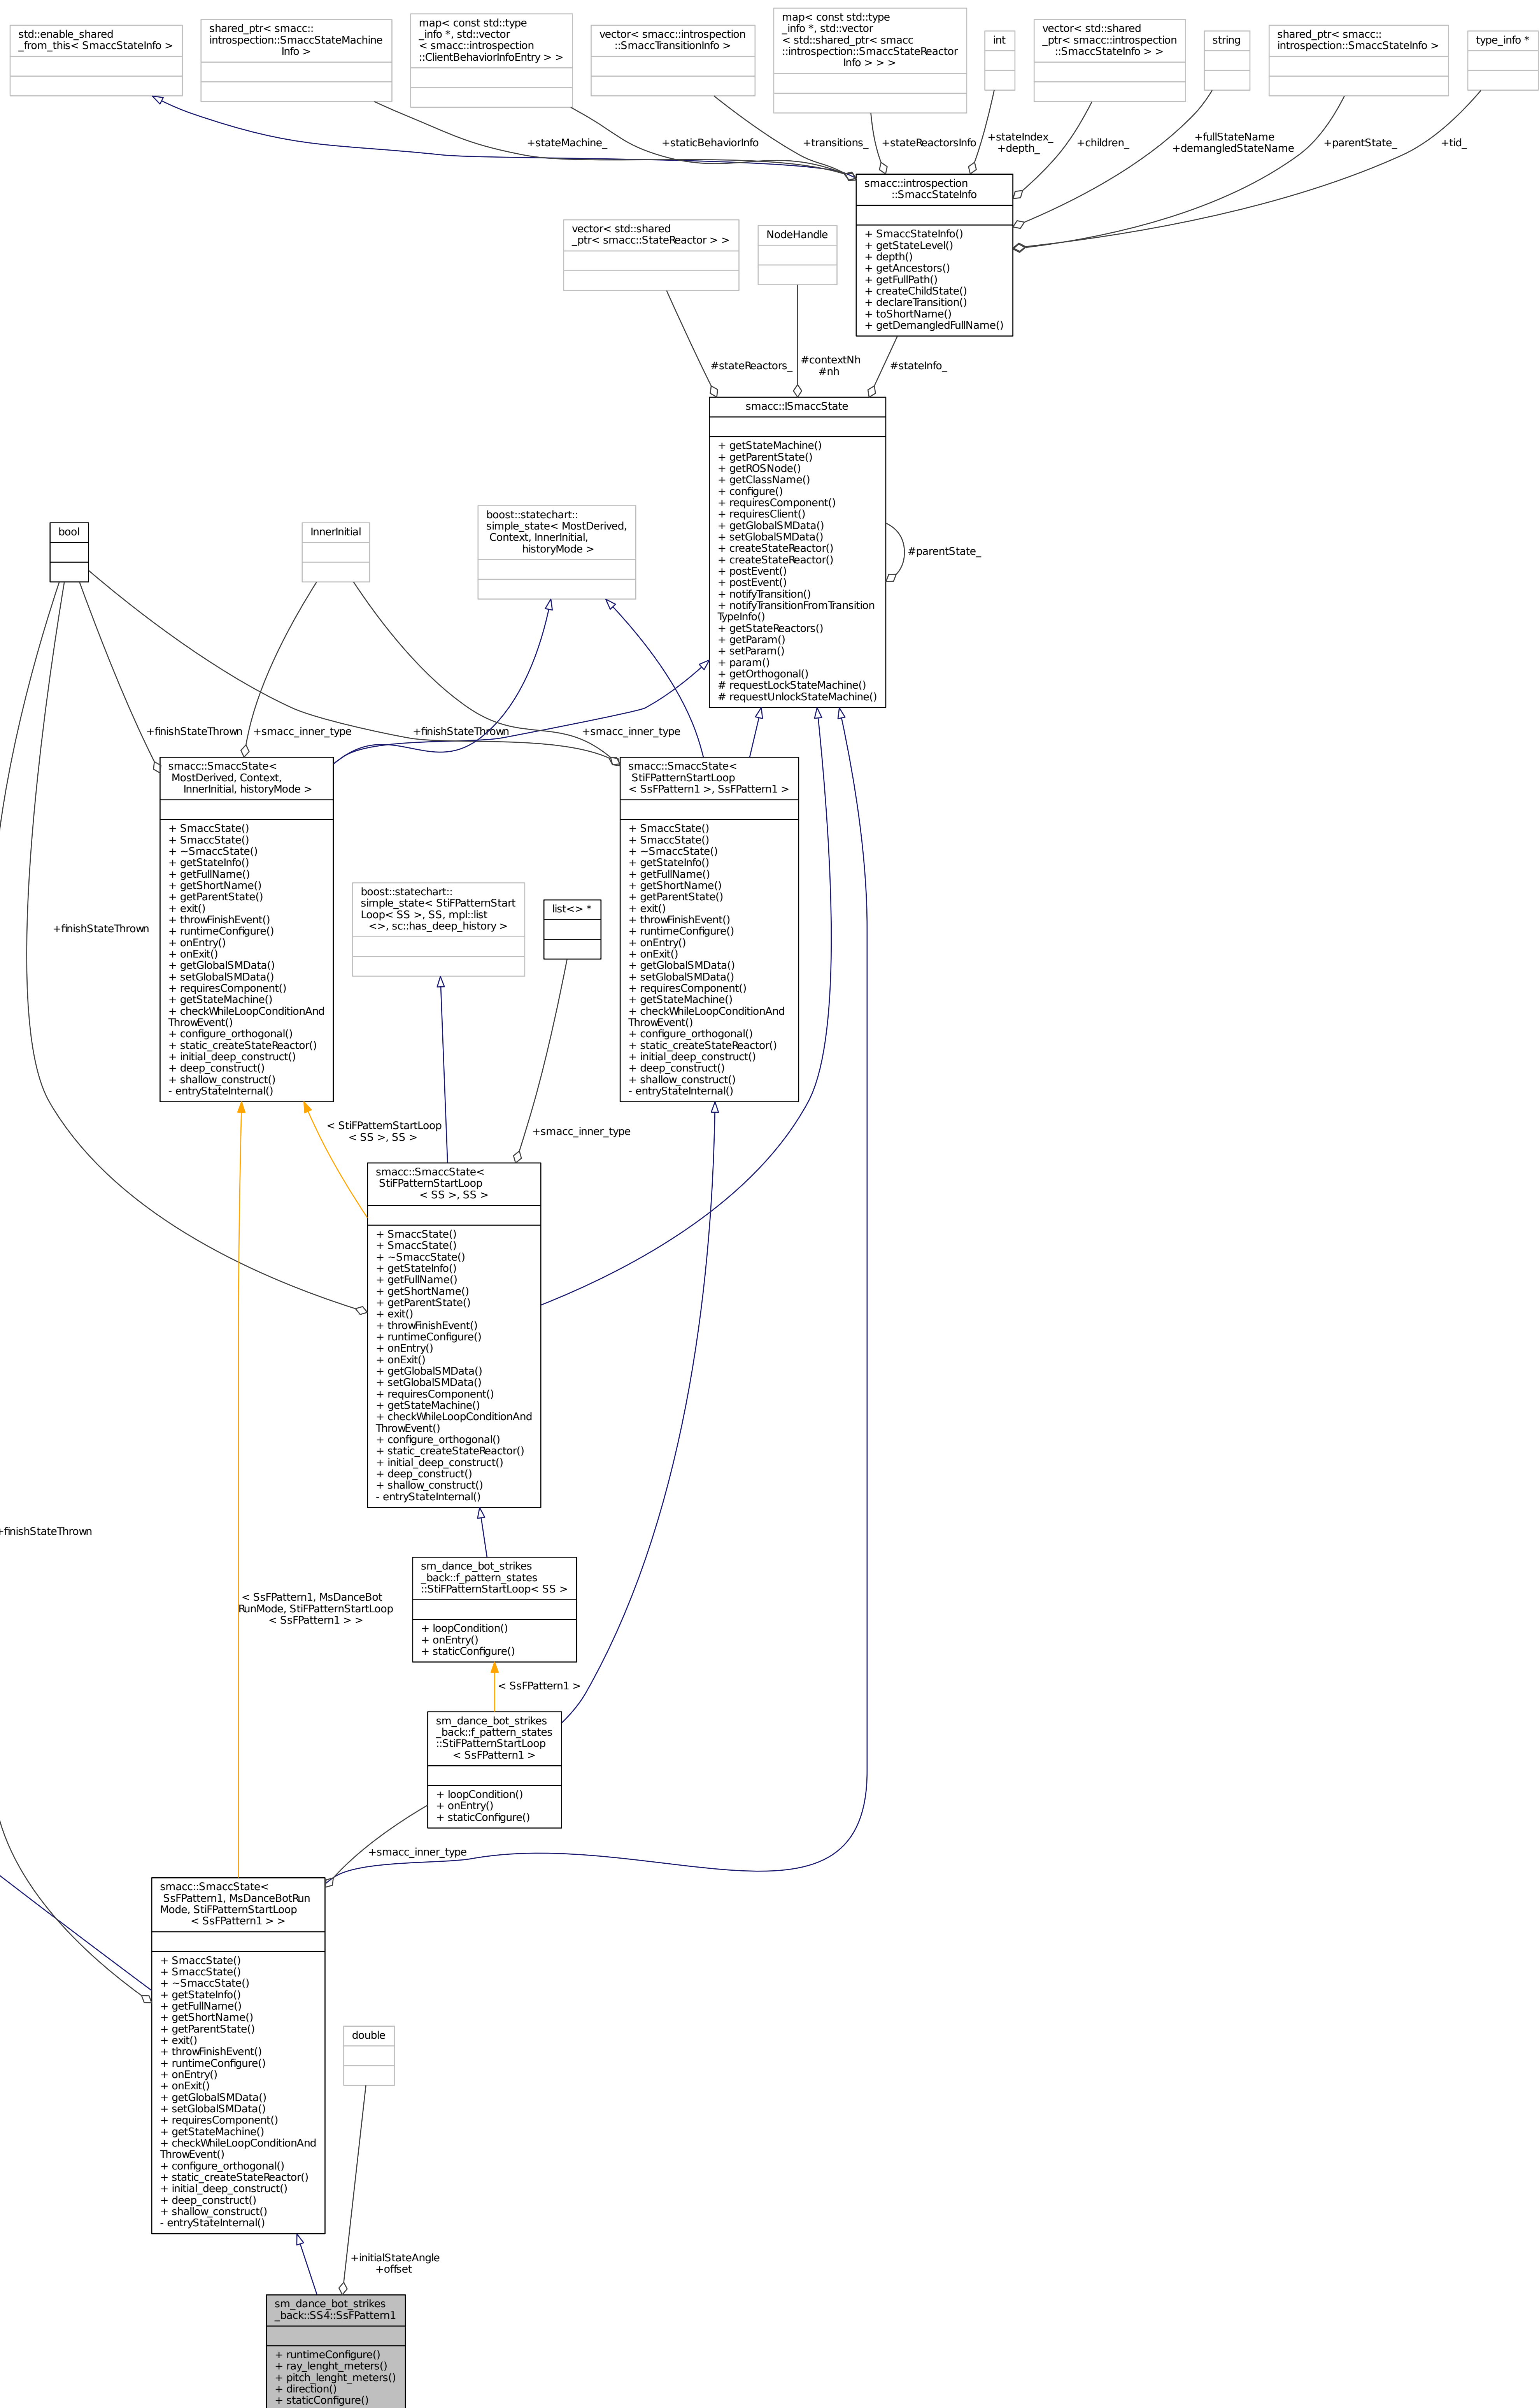 std::enable_shared
_from_this< SmaccStateInfo >
shared_ptr< smacc::
introspection::SmaccStateMachine
Info >
map< const std::type
_info *, std::vector
< smacc::introspection
::ClientBehaviorInfoEntry > >
vector< smacc::introspection
::SmaccTransitionInfo >
map< const std::type
_info *, std::vector
< std::shared_ptr< smacc
::introspection::SmaccStateReactor
Info > > >
int
vector< std::shared
_ptr< smacc::introspection
::SmaccStateInfo > >
string
shared_ptr< smacc::
introspection::SmaccStateInfo >
type_info *
+stateMachine_
+staticBehaviorInfo
+transitions_
+stateReactorsInfo
+stateIndex_
+depth_
+children_
+fullStateName
+demangledStateName
+parentState_
+tid_
smacc::introspection
::SmaccStateInfo
+ SmaccStateInfo()
+ getStateLevel()
+ depth()
+ getAncestors()
+ getFullPath()
+ createChildState()
+ declareTransition()
+ toShortName()
+ getDemangledFullName()
vector< std::shared
_ptr< smacc::StateReactor > >
NodeHandle
#stateReactors_
#contextNh
#nh
#stateInfo_
smacc::ISmaccState
+ getStateMachine()
+ getParentState()
+ getROSNode()
+ getClassName()
+ configure()
+ requiresComponent()
+ requiresClient()
+ getGlobalSMData()
+ setGlobalSMData()
+ createStateReactor()
+ createStateReactor()
+ postEvent()
+ postEvent()
+ notifyTransition()
+ notifyTransitionFromTransition
TypeInfo()
+ getStateReactors()
+ getParam()
+ setParam()
+ param()
+ getOrthogonal()
# requestLockStateMachine()
# requestUnlockStateMachine()
#parentState_
bool
InnerInitial
boost::statechart::
simple_state< MostDerived,
Context, InnerInitial,
historyMode >
+finishStateThrown
+smacc_inner_type
+finishStateThrown
+smacc_inner_type
smacc::SmaccState<
MostDerived, Context,
InnerInitial, historyMode >
+ SmaccState()
+ SmaccState()
+ ~SmaccState()
+ getStateInfo()
+ getFullName()
+ getShortName()
+ getParentState()
+ exit()
+ throwFinishEvent()
+ runtimeConfigure()
+ onEntry()
+ onExit()
+ getGlobalSMData()
+ setGlobalSMData()
+ requiresComponent()
+ getStateMachine()
+ checkWhileLoopConditionAnd
ThrowEvent()
+ configure_orthogonal()
+ static_createStateReactor()
+ initial_deep_construct()
+ deep_construct()
+ shallow_construct()
- entryStateInternal()
smacc::SmaccState<
StiFPatternStartLoop
< SsFPattern1 >, SsFPattern1 >
+ SmaccState()
+ SmaccState()
+ ~SmaccState()
+ getStateInfo()
+ getFullName()
+ getShortName()
+ getParentState()
+ exit()
+ throwFinishEvent()
+ runtimeConfigure()
+ onEntry()
+ onExit()
+ getGlobalSMData()
+ setGlobalSMData()
+ requiresComponent()
+ getStateMachine()
+ checkWhileLoopConditionAnd
ThrowEvent()
+ configure_orthogonal()
+ static_createStateReactor()
+ initial_deep_construct()
+ deep_construct()
+ shallow_construct()
- entryStateInternal()
boost::statechart::
simple_state< StiFPatternStart
Loop< SS >, SS, mpl::list
<>, sc::has_deep_history >
list<> *
+finishStateThrown
< StiFPatternStartLoop
< SS >, SS >
+smacc_inner_type
smacc::SmaccState<
StiFPatternStartLoop
< SS >, SS >
+ SmaccState()
+ SmaccState()
+ ~SmaccState()
+ getStateInfo()
+ getFullName()
+ getShortName()
+ getParentState()
+ exit()
+ throwFinishEvent()
+ runtimeConfigure()
+ onEntry()
+ onExit()
+ getGlobalSMData()
+ setGlobalSMData()
+ requiresComponent()
+ getStateMachine()
+ checkWhileLoopConditionAnd
ThrowEvent()
+ configure_orthogonal()
+ static_createStateReactor()
+ initial_deep_construct()
+ deep_construct()
+ shallow_construct()
- entryStateInternal()
+finishStateThrown
sm_dance_bot_strikes
_back::f_pattern_states
::StiFPatternStartLoop< SS >
+ loopCondition()
+ onEntry()
+ staticConfigure()
< SsFPattern1, MsDanceBot
RunMode, StiFPatternStartLoop
< SsFPattern1 > >
< SsFPattern1 >
sm_dance_bot_strikes
_back::f_pattern_states
::StiFPatternStartLoop
< SsFPattern1 >
+ loopCondition()
+ onEntry()
+ staticConfigure()
+smacc_inner_type
smacc::SmaccState<
SsFPattern1, MsDanceBotRun
Mode, StiFPatternStartLoop
< SsFPattern1 > >
+ SmaccState()
+ SmaccState()
+ ~SmaccState()
+ getStateInfo()
+ getFullName()
+ getShortName()
+ getParentState()
+ exit()
+ throwFinishEvent()
+ runtimeConfigure()
+ onEntry()
+ onExit()
+ getGlobalSMData()
+ setGlobalSMData()
+ requiresComponent()
+ getStateMachine()
+ checkWhileLoopConditionAnd
ThrowEvent()
+ configure_orthogonal()
+ static_createStateReactor()
+ initial_deep_construct()
+ deep_construct()
+ shallow_construct()
- entryStateInternal()
double
+initialStateAngle
+offset
sm_dance_bot_strikes
_back::SS4::SsFPattern1
+ runtimeConfigure()
+ ray_lenght_meters()
+ pitch_lenght_meters()
+ direction()
+ staticConfigure()